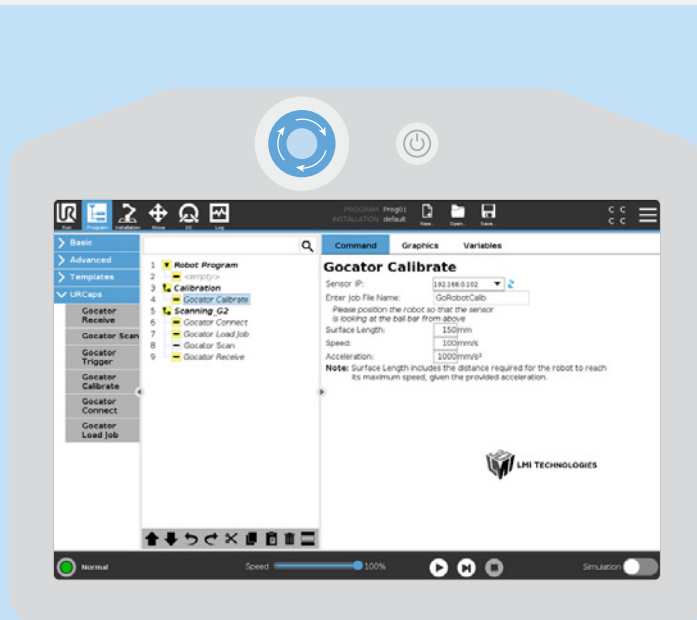 UR
Run
Program
Installation
Move
I/O
Log
PROGRAM Prog01
INSTALLATION default
New...
Open...
Save...
C C
C C
Basic
Advanced
Templates
URCaps
Gocator
Receive
Gocator Scan
Gocator
Trigger
Gocator
Calibrate
Gocator
Connect
Gocator
Load Job
1 Robot Program
2 <empty>
3 Calibration
4 Gocator Calibrate
5 Scanning_G2
6 Gocator Connect
7 Gocator Load Job
8 Gocator Scan
9 Gocator Receive
Command Graphics Variables
Gocator Calibrate
Sensor IP: 192.168.0.102
Enter Job File Name: GoRobotCalib
Please position the robot so that the sensor
is looking at the ball bar from above
Surface Length: 150 mm
Speed: 100 mm/s
Acceleration: 1000 mm/s²
Note: Surface Length includes the distance required for the robot to reach
its maximum speed, given the provided acceleration.
LMI TECHNOLOGIES
Normal
Speed 100%
Simulation